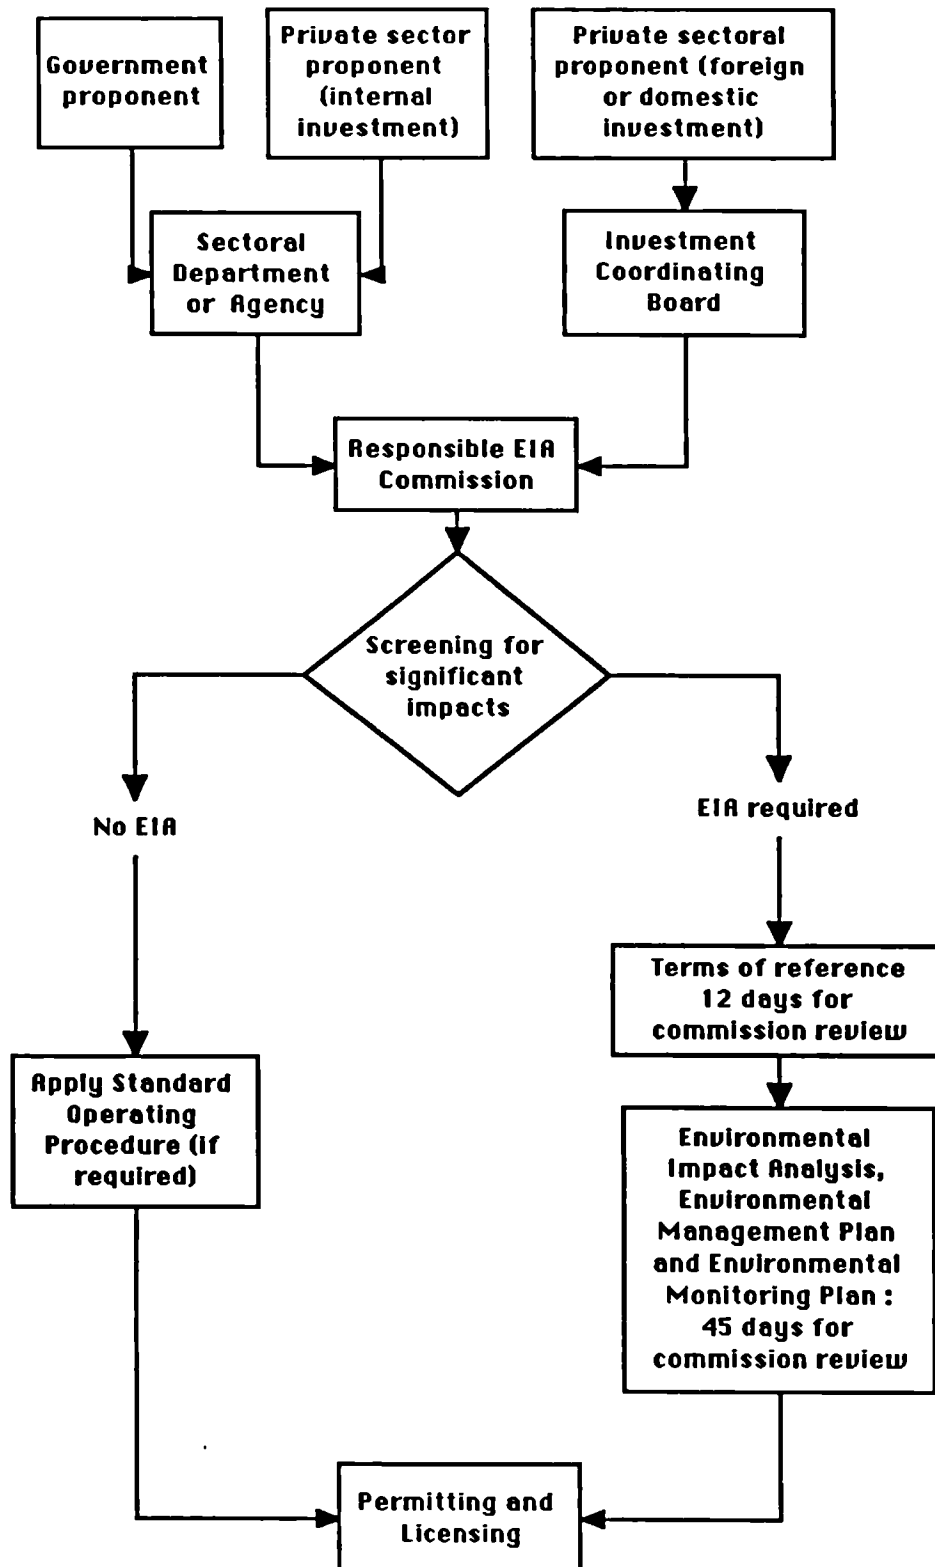 Government
proponent
Private sector
proponent
(internal
investment)
Private sectoral
proponent (foreign
or domestic
investment)
Sectoral
Department
or Agency
Investment
Coordinating
Board
Responsible EIA
Commission
Screening for
significant
impacts
No EIA
EIA required
Terms of reference
12 days for
commission review
Apply Standard
Operating
Procedure (if
required)
Environmental
Impact Analysis,
Environmental
Management Plan
and Environmental
Monitoring Plan :
45 days for
commission review
Permitting and
Licensing